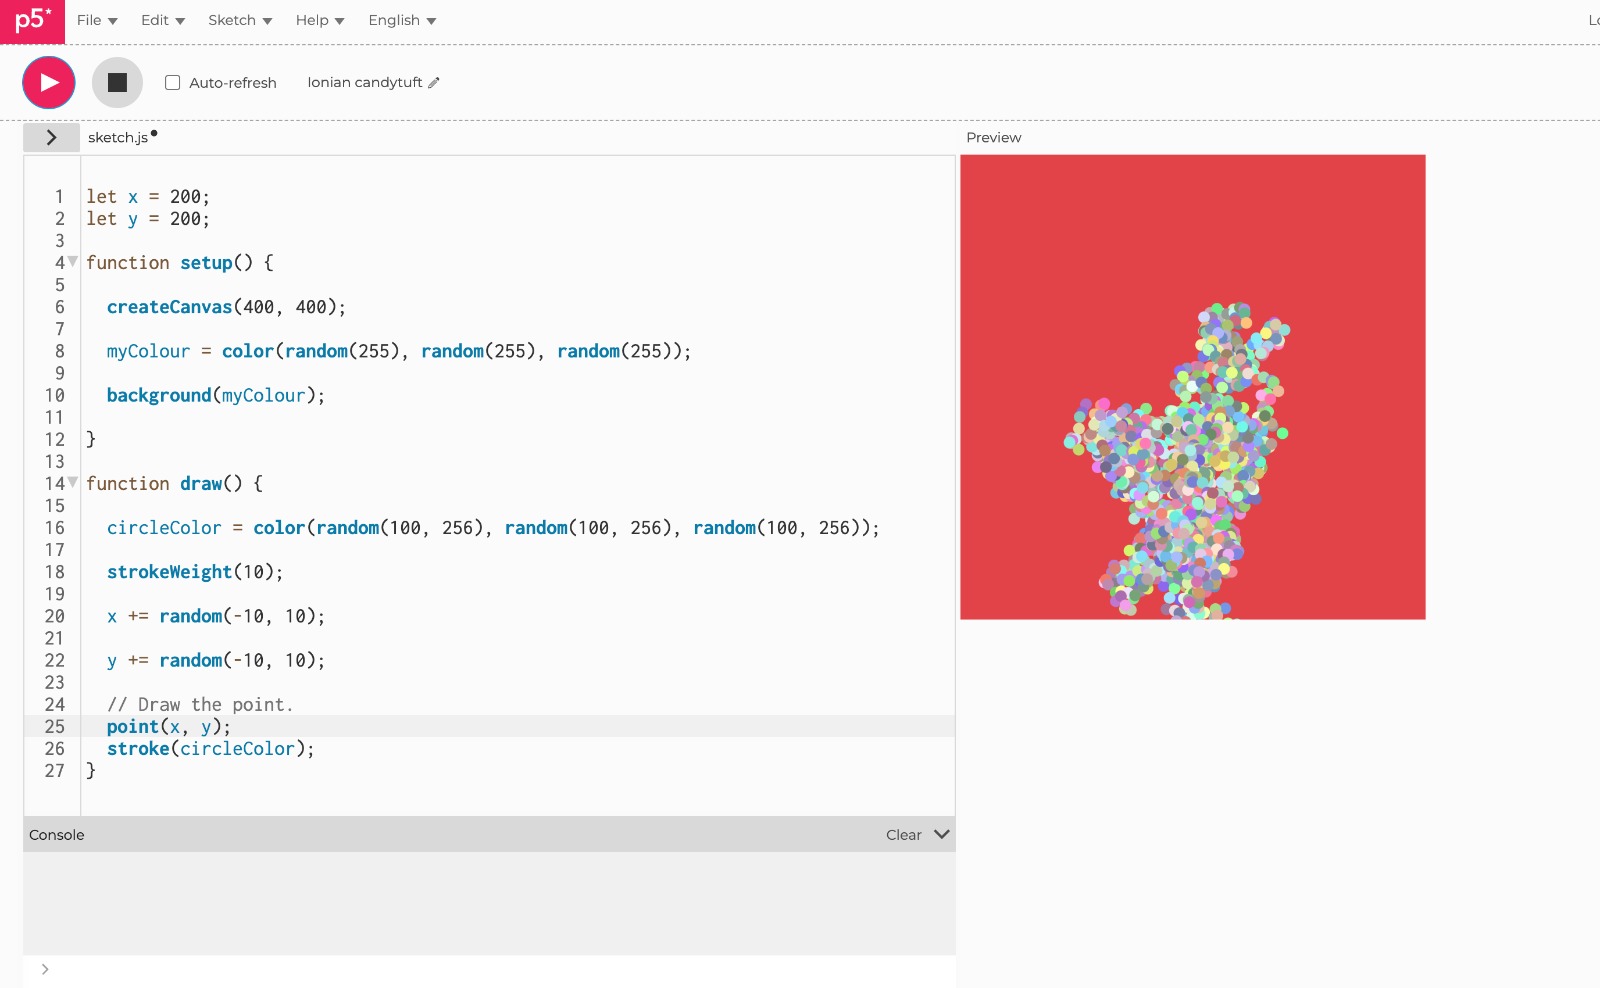 p5*
File
Edit
Sketch
Help
English
Auto-refresh
Ionian candytuft
sketch.js
Preview
1 let x = 200;
2 let y = 200;
3
4 function setup() {
5
6 createCanvas(400, 400);
7
8 myColour = color(random(255), random(255), random(255));
9
10 background(myColour);
11
12 }
13
14 function draw() {
15
16 circleColor = color(random(100, 256), random(100, 256), random(100, 256));
17
18 strokeWeight(10);
19
20 x += random(-10, 10);
21
22 y += random(-10, 10);
23
24 // Draw the point.
25 point(x, y);
26 stroke(circleColor);
27 }
Console
Clear
>